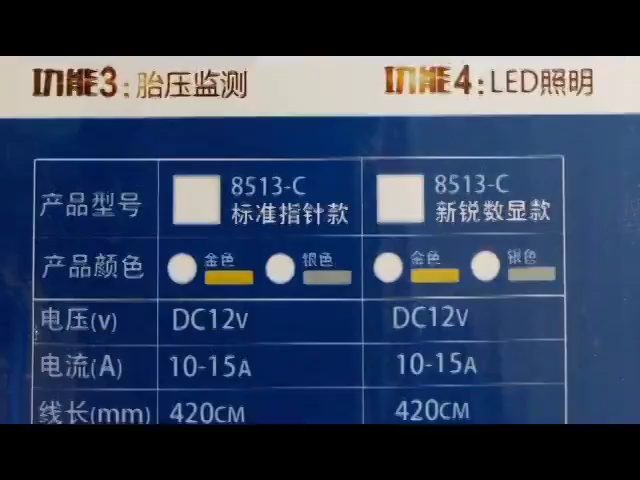 功能3:胎压监测 功能4:LED照明
产品型号 8513-C 标准指针款 8513-C 新锐数显款
产品颜色 金色 银色 金色 银色
电压(v) DC12V DC12V
电流(A) 10-15A 10-15A
线长(mm) 420CM 420CM